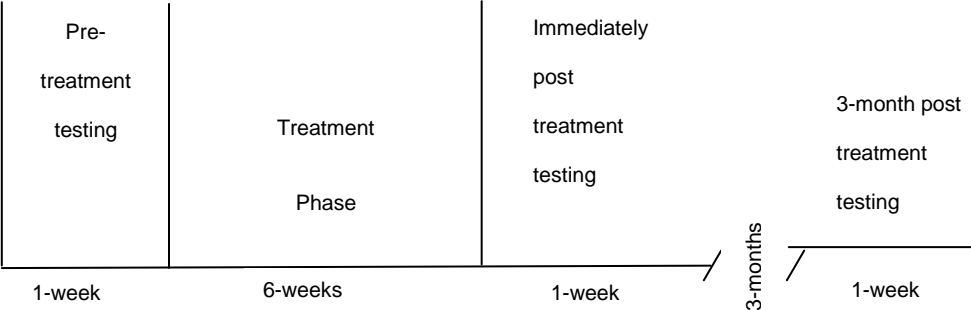 Pre-
treatment
testing
Treatment
Phase
Immediately
post
treatment
testing
3-month post
treatment
testing
1-week
6-weeks
1-week
3-months
1-week